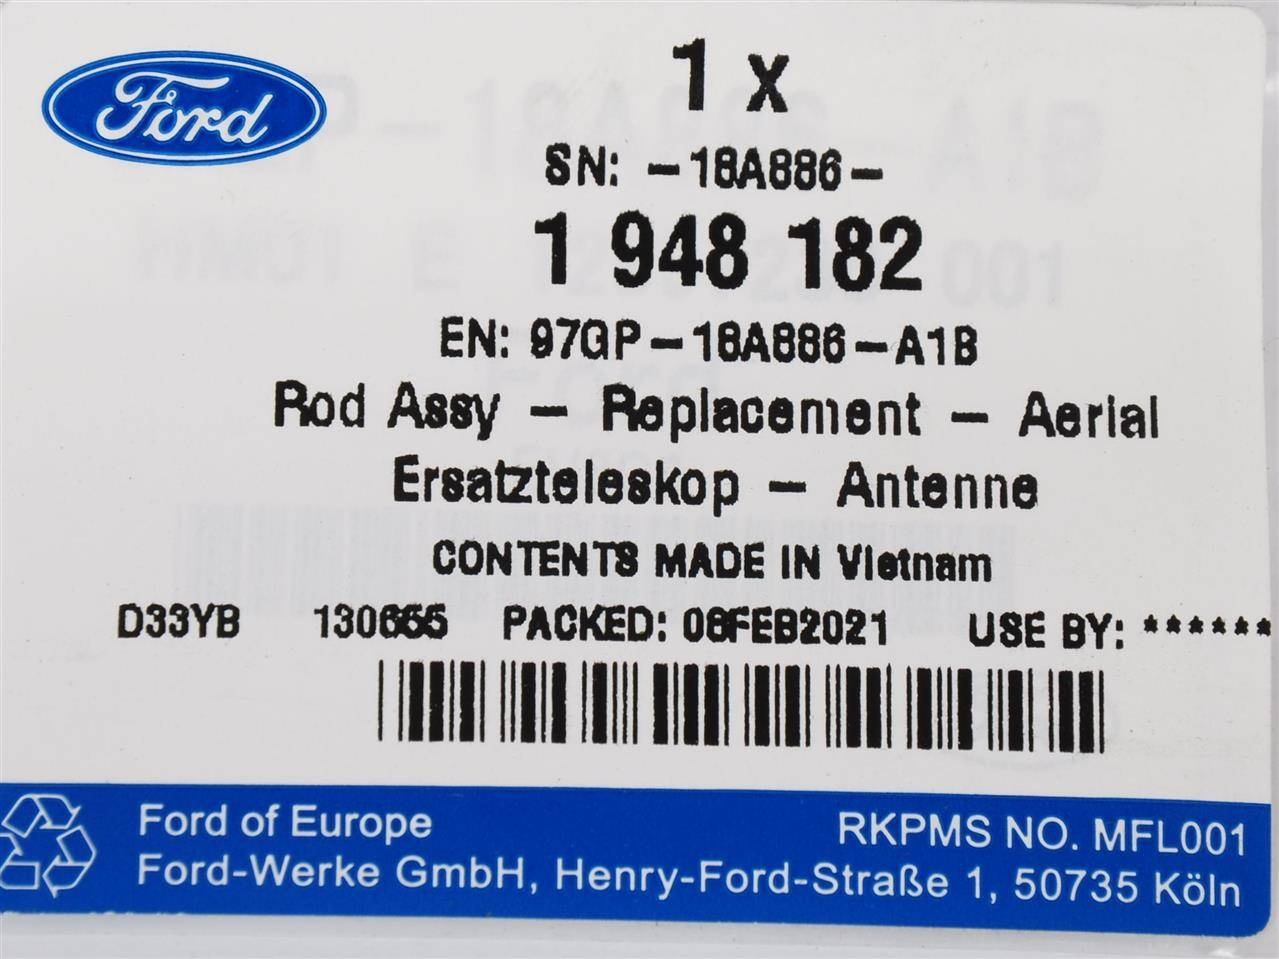 Ford
1 x
SN: -18A886-
1 948 182
EN: 97GP-18A886-A1B
Rod Assy - Replacement - Aerial
Ersatzteleskop - Antenne
CONTENTS MADE IN Vietnam
D33YB 130655 PACKED: 08FEB2021 USE BY: ******
Ford of Europe
RKPMS NO. MFL001
Ford-Werke GmbH, Henry-Ford-Straße 1, 50735 Köln